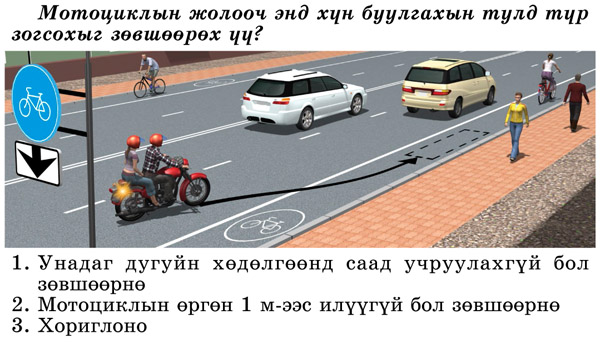 Мотоциклын жолооч энд хүн буулгахын тулд түр
зогсохыг зөвшөөрөх үү?
1. Унадаг дугуйн хөдөлгөөнд саад учруулахгүй бол
зөвшөөрнө
2. Мотоциклын өргөн 1 м-ээс илүүгүй бол зөвшөөрнө
3. Хориглоно